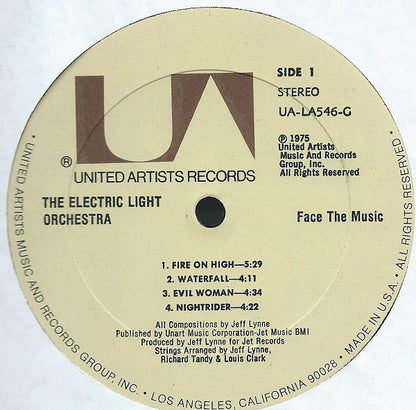 UA
SIDE 1
STEREO
UA-LA546-G
®
UNITED ARTISTS RECORDS
℗ 1975
United Artists
Music And Records
Group, Inc.
All Rights Reserved
THE ELECTRIC LIGHT
ORCHESTRA
Face The Music
1. FIRE ON HIGH—5:29
2. WATERFALL—4:11
3. EVIL WOMAN—4:34
4. NIGHTRIDER—4:22
All Compositions by Jeff Lynne
Published by Unart Music Corporation-Jet Music BMI
Produced by Jeff Lynne for Jet Records
Strings Arranged by Jeff Lynne,
Richard Tandy & Louis Clark
• UNITED ARTISTS MUSIC AND RECORDS GROUP, INC. • LOS ANGELES, CALIFORNIA 90028 • MADE IN U.S.A. • ALL RIGHTS RESERVED.